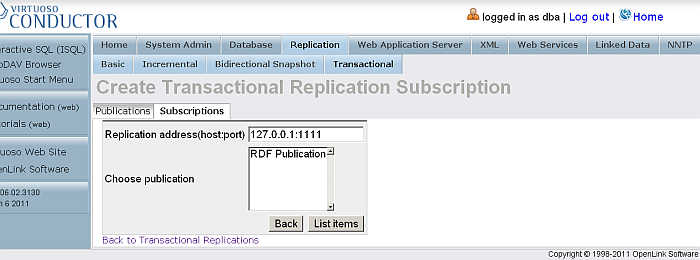 VIRTUOSO
CONDUCTOR
logged in as dba | Log out | Home
eractive SQL (ISQL)
oDAV Browser
uoso Start Menu
cumentation (web)
torials (web)
tuoso Web Site
enLink Software
06.02.3130
n 6 2011
Home System Admin Database Replication Web Application Server XML Web Services Linked Data NNTP
Basic Incremental Bidirectional Snapshot Transactional
Create Transactional Replication Subscription
Publications Subscriptions
Replication address(host:port) 127.0.0.1:1111
Choose publication RDF Publication
Back List items
Back to Transactional Replications
Copyright © 1998-2011 OpenLink Software